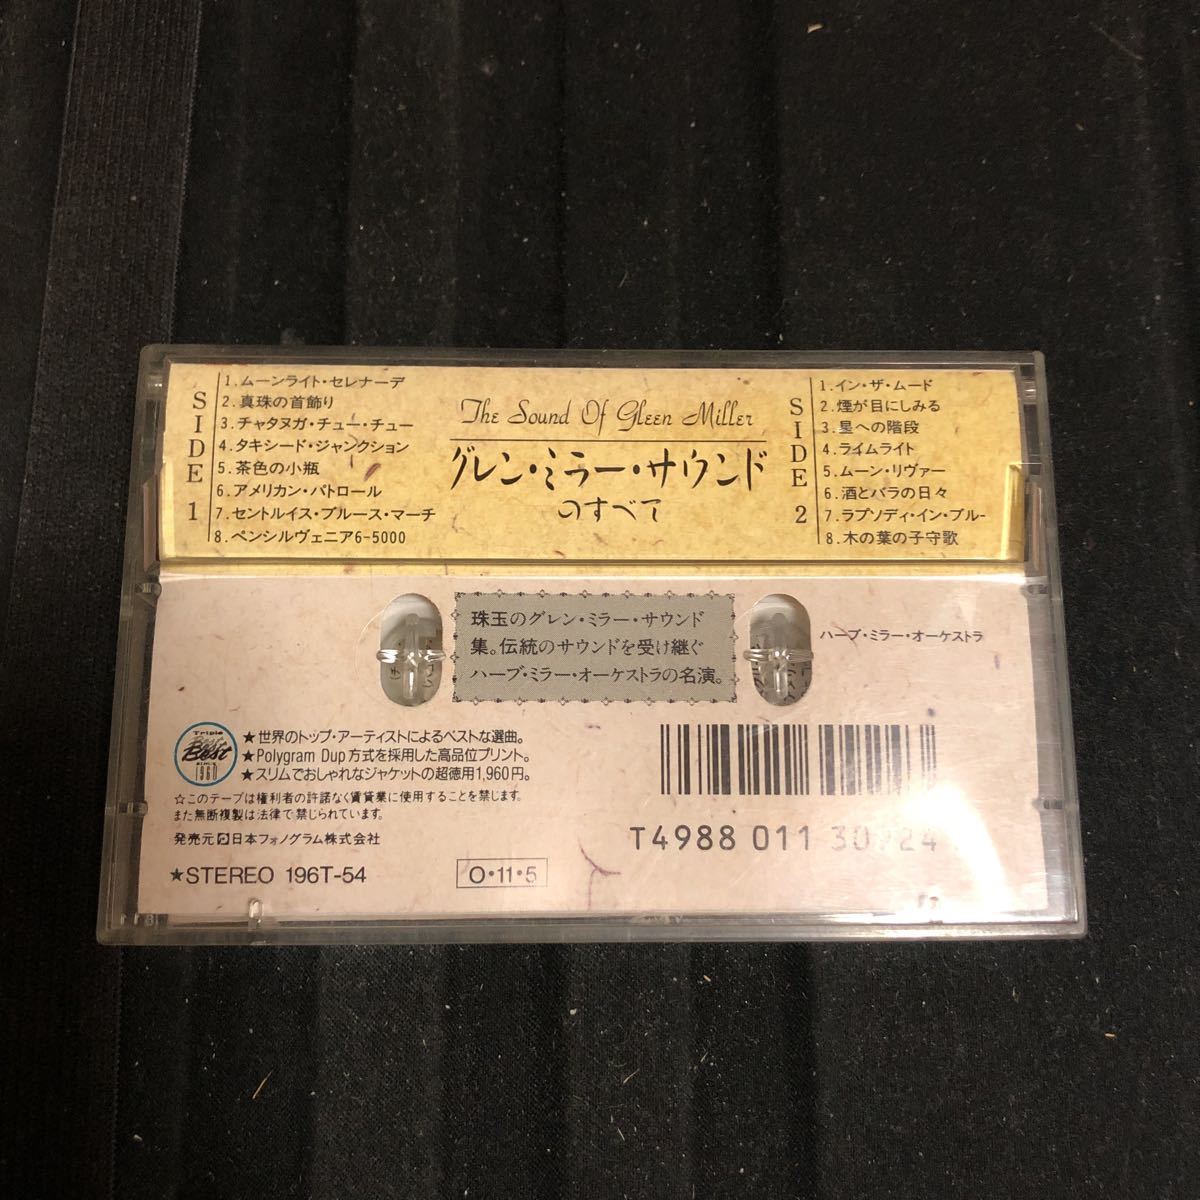 SIDE 1
1.ムーンライト・セレナーデ
2.真珠の首飾り
3.チャタヌガ・チュー・チュー
4.タキシード・ジャンクション
5.茶色の小瓶
6.アメリカン・パトロール
7.セントルイス・ブルース・マーチ
8.ペンシルヴェニア6-5000
The Sound Of Gleen Miller
グレン・ミラー・サウンド
のすべて
SIDE 2
1.イン・ザ・ムード
2.煙が目にしみる
3.星への階段
4.ライムライト
5.ムーン・リヴァー
6.酒とバラの日々
7.ラプソディ・イン・ブルー
8.木の葉の子守歌
珠玉のグレン・ミラー・サウンド
集。伝統のサウンドを受け継ぐ
ハーブ・ミラー・オーケストラの名演。
ハーブ・ミラー・オーケストラ
Triple
Best
1960
★世界のトップ・アーティストによるベストな選曲。
★Polygram Dup方式を採用した高品位プリント。
★スリムでおしゃれなジャケットの超徳用1,960円。
☆このテープは権利者の許諾なく賃貸業に使用することを禁じます。
また無断複製は法律で禁じられています。
発売元 日本フォノグラム株式会社
★STEREO 196T-54
O・11・5
T4988 011 30